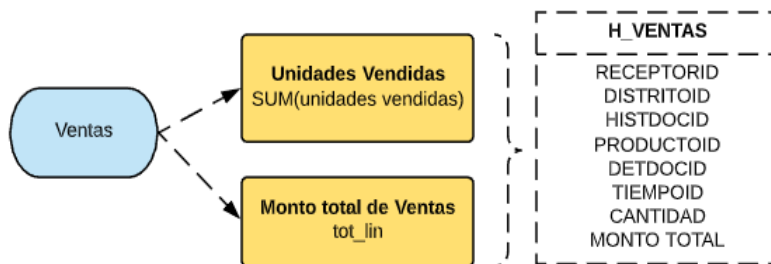 Ventas
Unidades Vendidas
SUM(unidades vendidas)
Monto total de Ventas
tot_lin
H_VENTAS
RECEPTORID
DISTRITOID
HISTDOCID
PRODUCTOID
DETDOCID
TIEMPOID
CANTIDAD
MONTO TOTAL